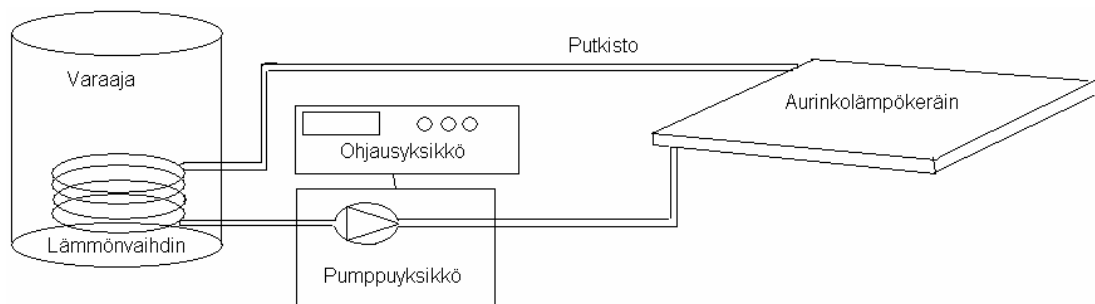 Putkisto
Varaaja
Aurinkolämpökeräin
Ohjausyksikkö
Lämmönvaihdin
Pumppuyksikkö